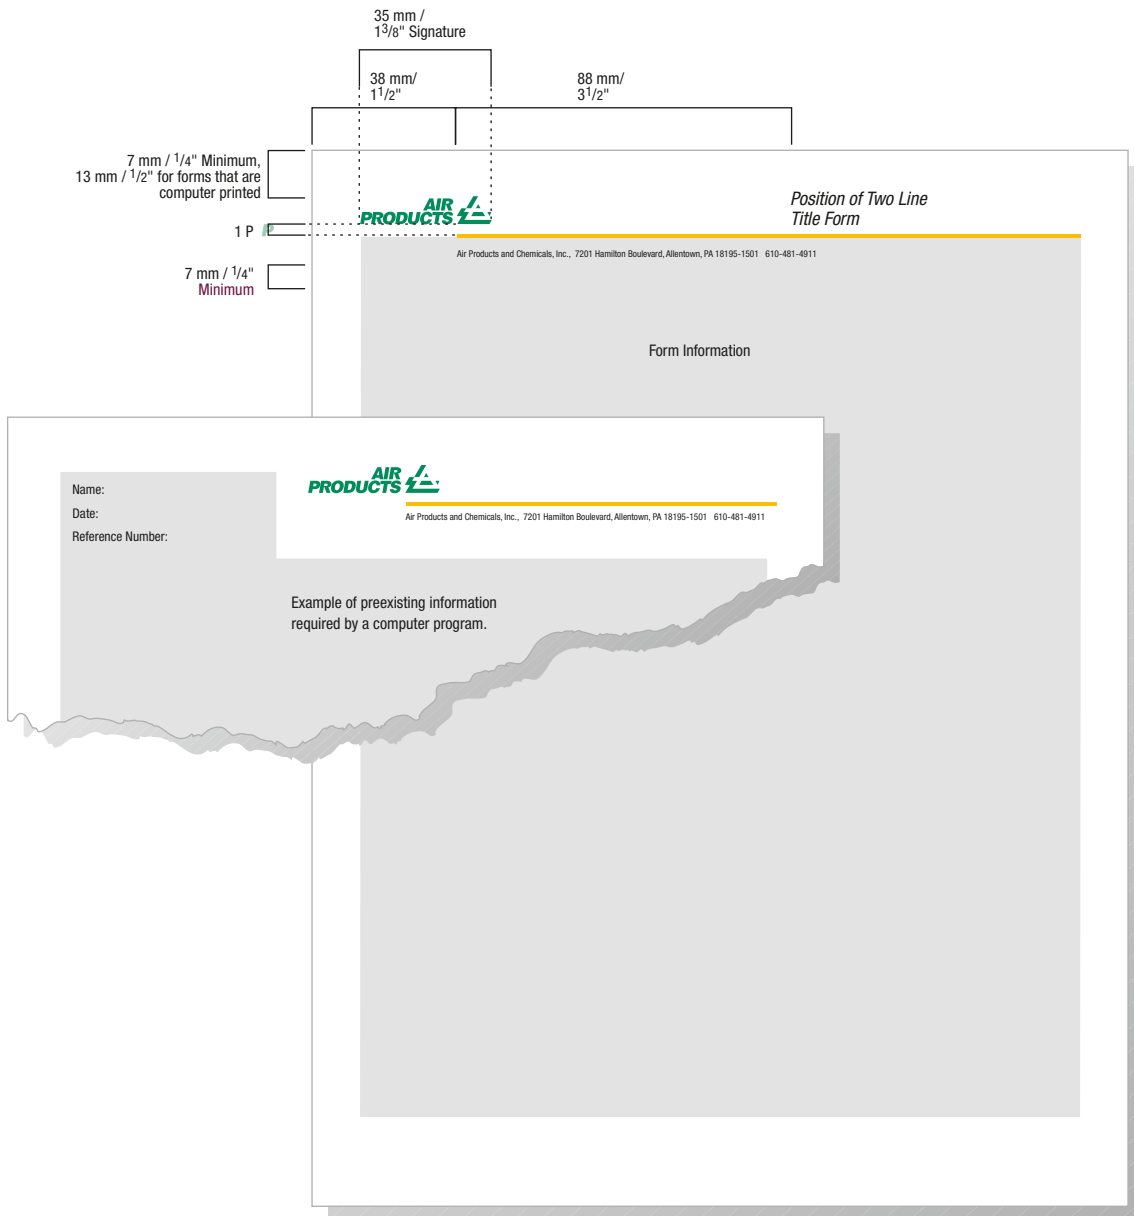 35 mm /
1 3/8" Signature
38 mm/
1 1/2"
88 mm/
3 1/2"
7 mm / 1/4" Minimum,
13 mm / 1/2" for forms that are
computer printed
AIR
PRODUCTS
Position of Two Line
Title Form
1 P P
Air Products and Chemicals, Inc., 7201 Hamilton Boulevard, Allentown, PA 18195-1501 610-481-4911
7 mm / 1/4"
Minimum
Form Information
Name:
Date:
Reference Number:
AIR
PRODUCTS
Air Products and Chemicals, Inc., 7201 Hamilton Boulevard, Allentown, PA 18195-1501 610-481-4911
Example of preexisting information
required by a computer program.